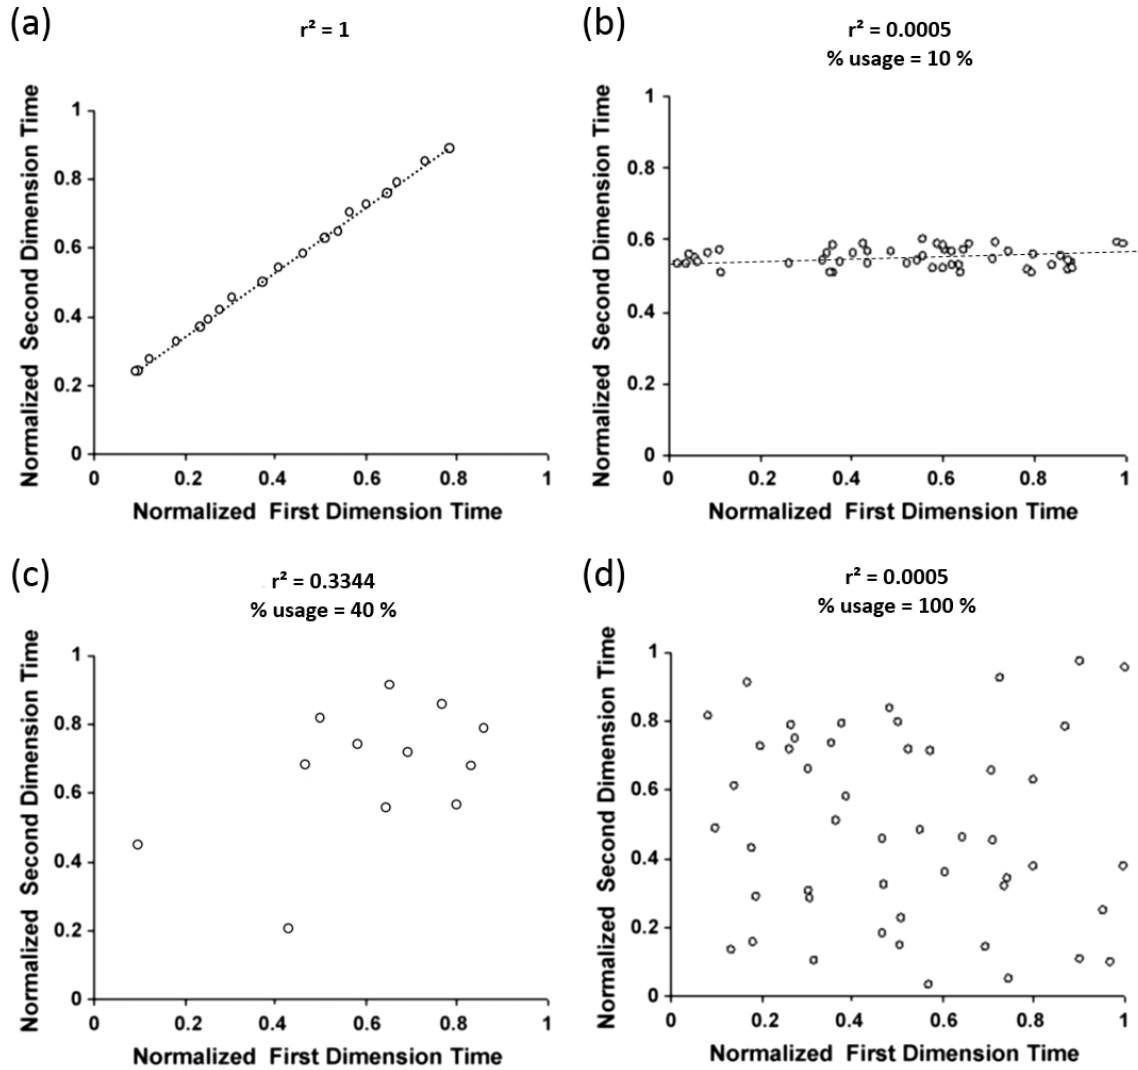 (a)
r² = 1
Normalized Second Dimension Time
1
0.8
0.6
0.4
0.2
0
0 0.2 0.4 0.6 0.8 1
Normalized First Dimension Time
(b)
r² = 0.0005
% usage = 10 %
Normalized Second Dimension Time
1
0.8
0.6
0.4
0.2
0
0 0.2 0.4 0.6 0.8 1
Normalized First Dimension Time
(c)
r² = 0.3344
% usage = 40 %
Normalized Second Dimension Time
1
0.8
0.6
0.4
0.2
0
0 0.2 0.4 0.6 0.8 1
Normalized First Dimension Time
(d)
r² = 0.0005
% usage = 100 %
Normalized Second Dimension Time
1
0.8
0.6
0.4
0.2
0
0 0.2 0.4 0.6 0.8 1
Normalized First Dimension Time